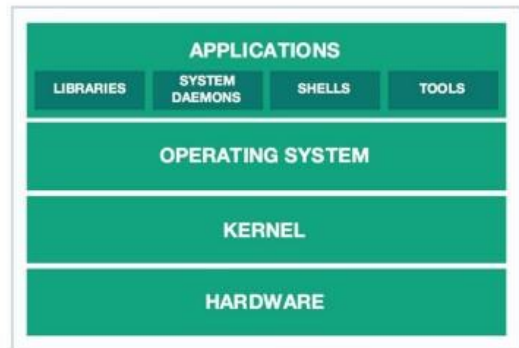 APPLICATIONS
LIBRARIES
SYSTEM
DAEMONS
SHELLS
TOOLS
OPERATING SYSTEM
KERNEL
HARDWARE